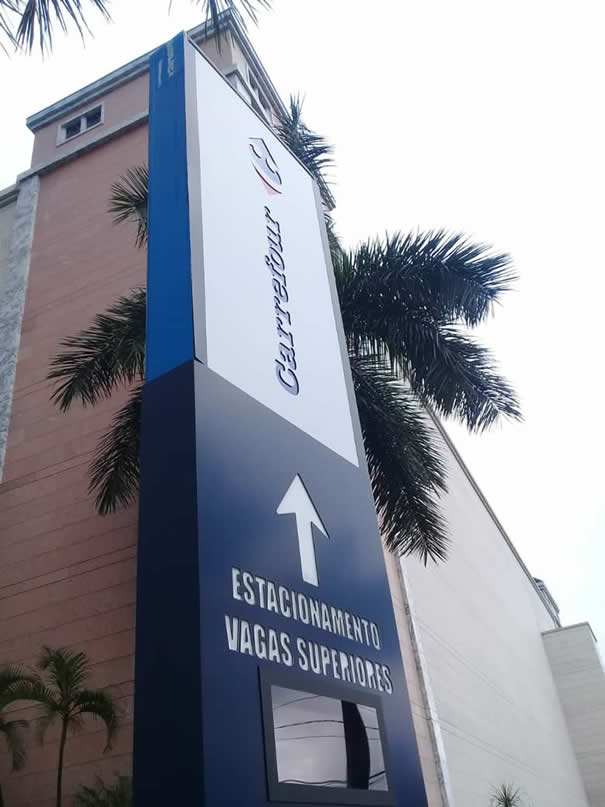 Carrefour
ESTACIONAMENTO
VAGAS SUPERIORES